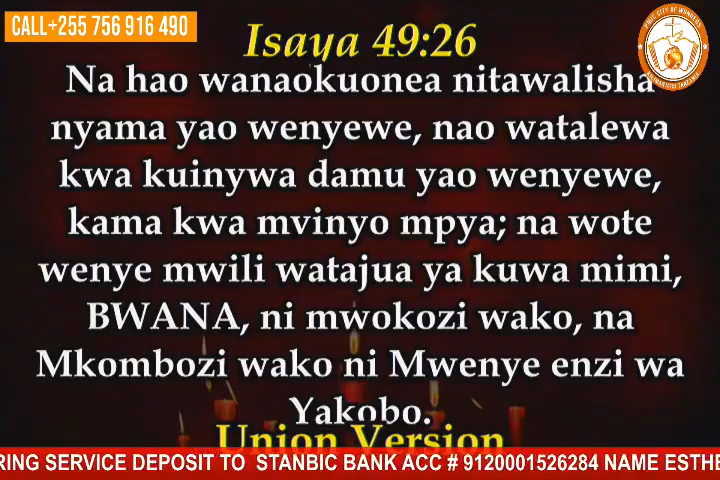 CALL+255 756 916 490
Isaya 49:26
Na hao wanaokuonea nitawalisha
nyama yao wenyewe, nao watalewa
kwa kuinywa damu yao wenyewe,
kama kwa mvinyo mpya; na wote
wenye mwili watajua ya kuwa mimi,
BWANA, ni mwokozi wako, na
Mkombozi wako ni Mwenye enzi wa
Yakobo.
Union Version
RING SERVICE DEPOSIT TO STANBIC BANK ACC # 9120001526284 NAME ESTHE